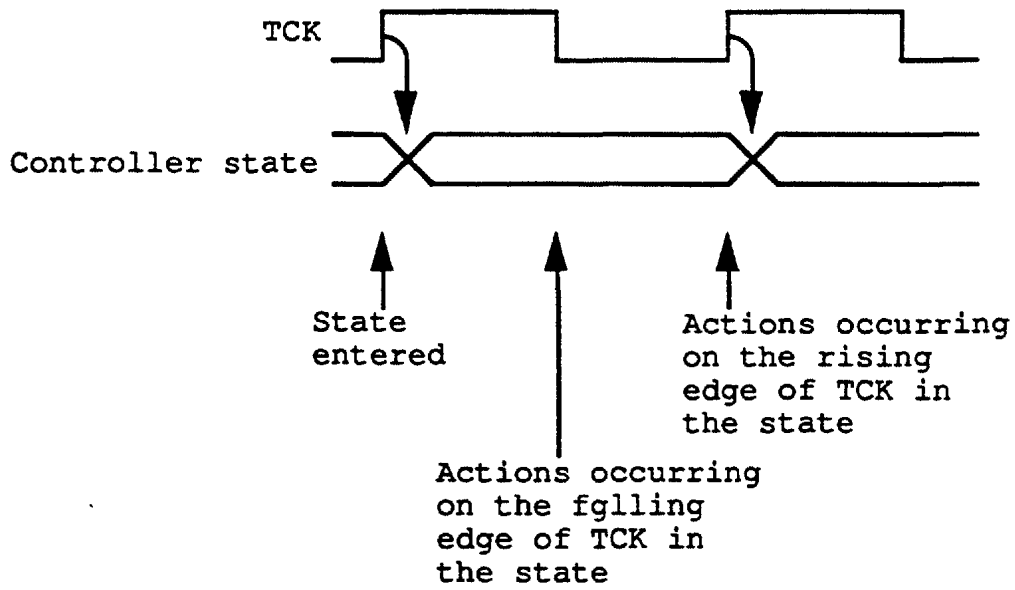 TCK
Controller state
State
entered
Actions occurring
on the rising
edge of TCK in
the state
Actions occurring
on the fglling
edge of TCK in
the state